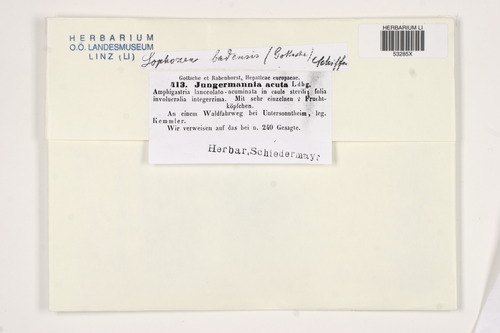 HERBARIUM
O.Ö. LANDESMUSEUM
LINZ (LI)
HERBARIUM LI
53285X
Lophozia badensis (Gottsche) Schiffn.
Gottsche et Rabenhorst, Hepaticae europaeae.
413. Jungermannia acuta Ldbg.
Amphigastria lanceolato-acuminata in caule sterili, folia
involucralia integerrima. Mit sehr einzelnen Frucht-
köpfchen.
An einem Waldfahrweg bei Untersontheim, leg.
Kemmler.
Wir verweisen auf das bei n. 240 Gesagte.
Herbar. Schiedermayr.